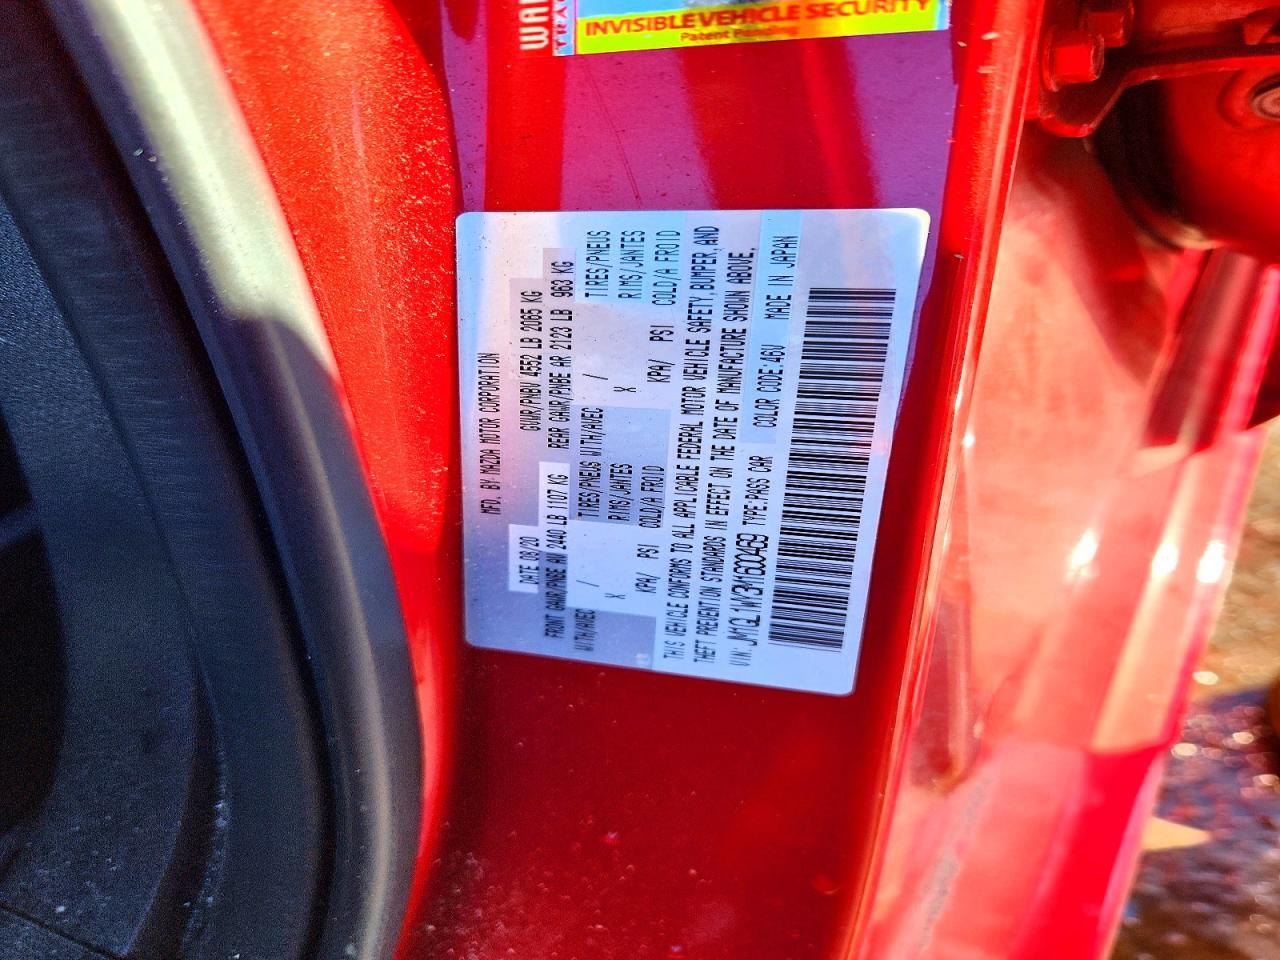 WAR
TRAC
INVISIBLE VEHICLE SECURITY
Patent Pending
MFD. BY MAZDA MOTOR CORPORATION
DATE 08/20 GVWR/PNBV 4552 LB 2065 KG
FRONT GAWR/PNBE AV 2440 LB 1107 KG REAR GAWR/PNBE AR 2123 LB 963 KG
WITH/AVEC TIRES/PNEUS WITH/AVEC TIRES/PNEUS
/ RIMS/JANTES / RIMS/JANTES
X COLD/A FROID X COLD/A FROID
KPA/ PSI KPA/ PSI
THIS VEHICLE CONFORMS TO ALL APPLICABLE FEDERAL MOTOR VEHICLE SAFETY, BUMPER, AND
THEFT PREVENTION STANDARDS IN EFFECT ON THE DATE OF MANUFACTURE SHOWN ABOVE.
VIN: JM1GL1WY3M1600469 TYPE:PASS CAR COLOR CODE:46V MADE IN JAPAN